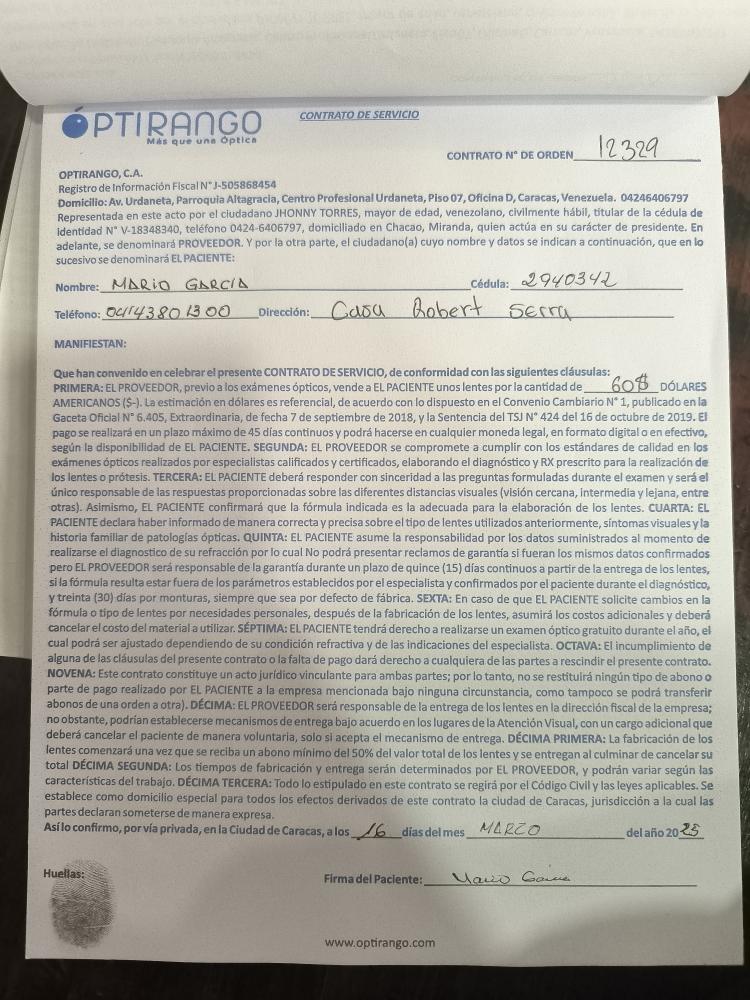 ÓPTIRANGO
Más que una Óptica
CONTRATO DE SERVICIO
CONTRATO N° DE ORDEN 12329
OPTIRANGO, C.A.
Registro de Información Fiscal N° J-505868454
Domicilio: Av. Urdaneta, Parroquia Altagracia, Centro Profesional Urdaneta, Piso 07, Oficina D, Caracas, Venezuela. 04246406797
Representada en este acto por el ciudadano JHONNY TORRES, mayor de edad, venezolano, civilmente hábil, titular de la cédula de
identidad N° V-18348340, teléfono 0424-6406797, domiciliado en Chacao, Miranda, quien actúa en su carácter de presidente. En
adelante, se denominará PROVEEDOR. Y por la otra parte, el ciudadano(a) cuyo nombre y datos se indican a continuación, que en lo
sucesivo se denominará EL PACIENTE:
Nombre: MARIO GARCIA Cédula: 2940342
Teléfono: 04143801300 Dirección: Casa Robert Serra
MANIFIESTAN:
Que han convenido en celebrar el presente CONTRATO DE SERVICIO, de conformidad con las siguientes cláusulas:
PRIMERA: EL PROVEEDOR, previo a los exámenes ópticos, vende a EL PACIENTE unos lentes por la cantidad de 60$ DÓLARES
AMERICANOS ($-). La estimación en dólares es referencial, de acuerdo con lo dispuesto en el Convenio Cambiario N° 1, publicado en la
Gaceta Oficial N° 6.405, Extraordinaria, de fecha 7 de septiembre de 2018, y la Sentencia del TSJ N° 424 del 16 de octubre de 2019. El
pago se realizará en un plazo máximo de 45 días continuos y podrá hacerse en cualquier moneda legal, en formato digital o en efectivo,
según la disponibilidad de EL PACIENTE. SEGUNDA: EL PROVEEDOR se compromete a cumplir con los estándares de calidad en los
exámenes ópticos realizados por especialistas calificados y certificados, elaborando el diagnóstico y RX prescrito para la realización de
los lentes o prótesis. TERCERA: EL PACIENTE deberá responder con sinceridad a las preguntas formuladas durante el examen y será el
único responsable de las respuestas proporcionadas sobre las diferentes distancias visuales (visión cercana, intermedia y lejana, entre
otras). Asimismo, EL PACIENTE confirmará que la fórmula indicada es la adecuada para la elaboración de los lentes. CUARTA: EL
PACIENTE declara haber informado de manera correcta y precisa sobre el tipo de lentes utilizados anteriormente, síntomas visuales y la
historia familiar de patologías ópticas. QUINTA: EL PACIENTE asume la responsabilidad por los datos suministrados al momento de
realizarse el diagnostico de su refracción por lo cual No podrá presentar reclamos de garantía si fueran los mismos datos confirmados
pero EL PROVEEDOR será responsable de la garantía durante un plazo de quince (15) días continuos a partir de la entrega de los lentes,
si la fórmula resulta estar fuera de los parámetros establecidos por el especialista y confirmados por el paciente durante el diagnóstico,
y treinta (30) días por monturas, siempre que sea por defecto de fábrica. SEXTA: En caso de que EL PACIENTE solicite cambios en la
fórmula o tipo de lentes por necesidades personales, después de la fabricación de los lentes, asumirá los costos adicionales y deberá
cancelar el costo del material a utilizar. SÉPTIMA: EL PACIENTE tendrá derecho a realizarse un examen óptico gratuito durante el año, el
cual podrá ser ajustado dependiendo de su condición refractiva y de las indicaciones del especialista. OCTAVA: El incumplimiento de
alguna de las cláusulas del presente contrato o la falta de pago dará derecho a cualquiera de las partes a rescindir el presente contrato.
NOVENA: Este contrato constituye un acto jurídico vinculante para ambas partes; por lo tanto, no se restituirá ningún tipo de abono o
parte de pago realizado por EL PACIENTE a la empresa mencionada bajo ninguna circunstancia, como tampoco se podrá transferir
abonos de una orden a otra). DÉCIMA: EL PROVEEDOR será responsable de la entrega de los lentes en la dirección fiscal de la empresa;
no obstante, podrían establecerse mecanismos de entrega bajo acuerdo en los lugares de la Atención Visual, con un cargo adicional que
deberá cancelar el paciente de manera voluntaria, solo si acepta el mecanismo de entrega. DÉCIMA PRIMERA: La fabricación de los
lentes comenzará una vez que se reciba un abono mínimo del 50% del valor total de los lentes y se entregan al culminar de cancelar su
total DÉCIMA SEGUNDA: Los tiempos de fabricación y entrega serán determinados por EL PROVEEDOR, y podrán variar según las
características del trabajo. DÉCIMA TERCERA: Todo lo estipulado en este contrato se regirá por el Código Civil y las leyes aplicables. Se
establece como domicilio especial para todos los efectos derivados de este contrato la ciudad de Caracas, jurisdicción a la cual las
partes declaran someterse de manera expresa.
Así lo confirmo, por vía privada, en la Ciudad de Caracas, a los 16 días del mes MARZO del año 2025
Huellas: Firma del Paciente: Mario Garcia
www.optirango.com